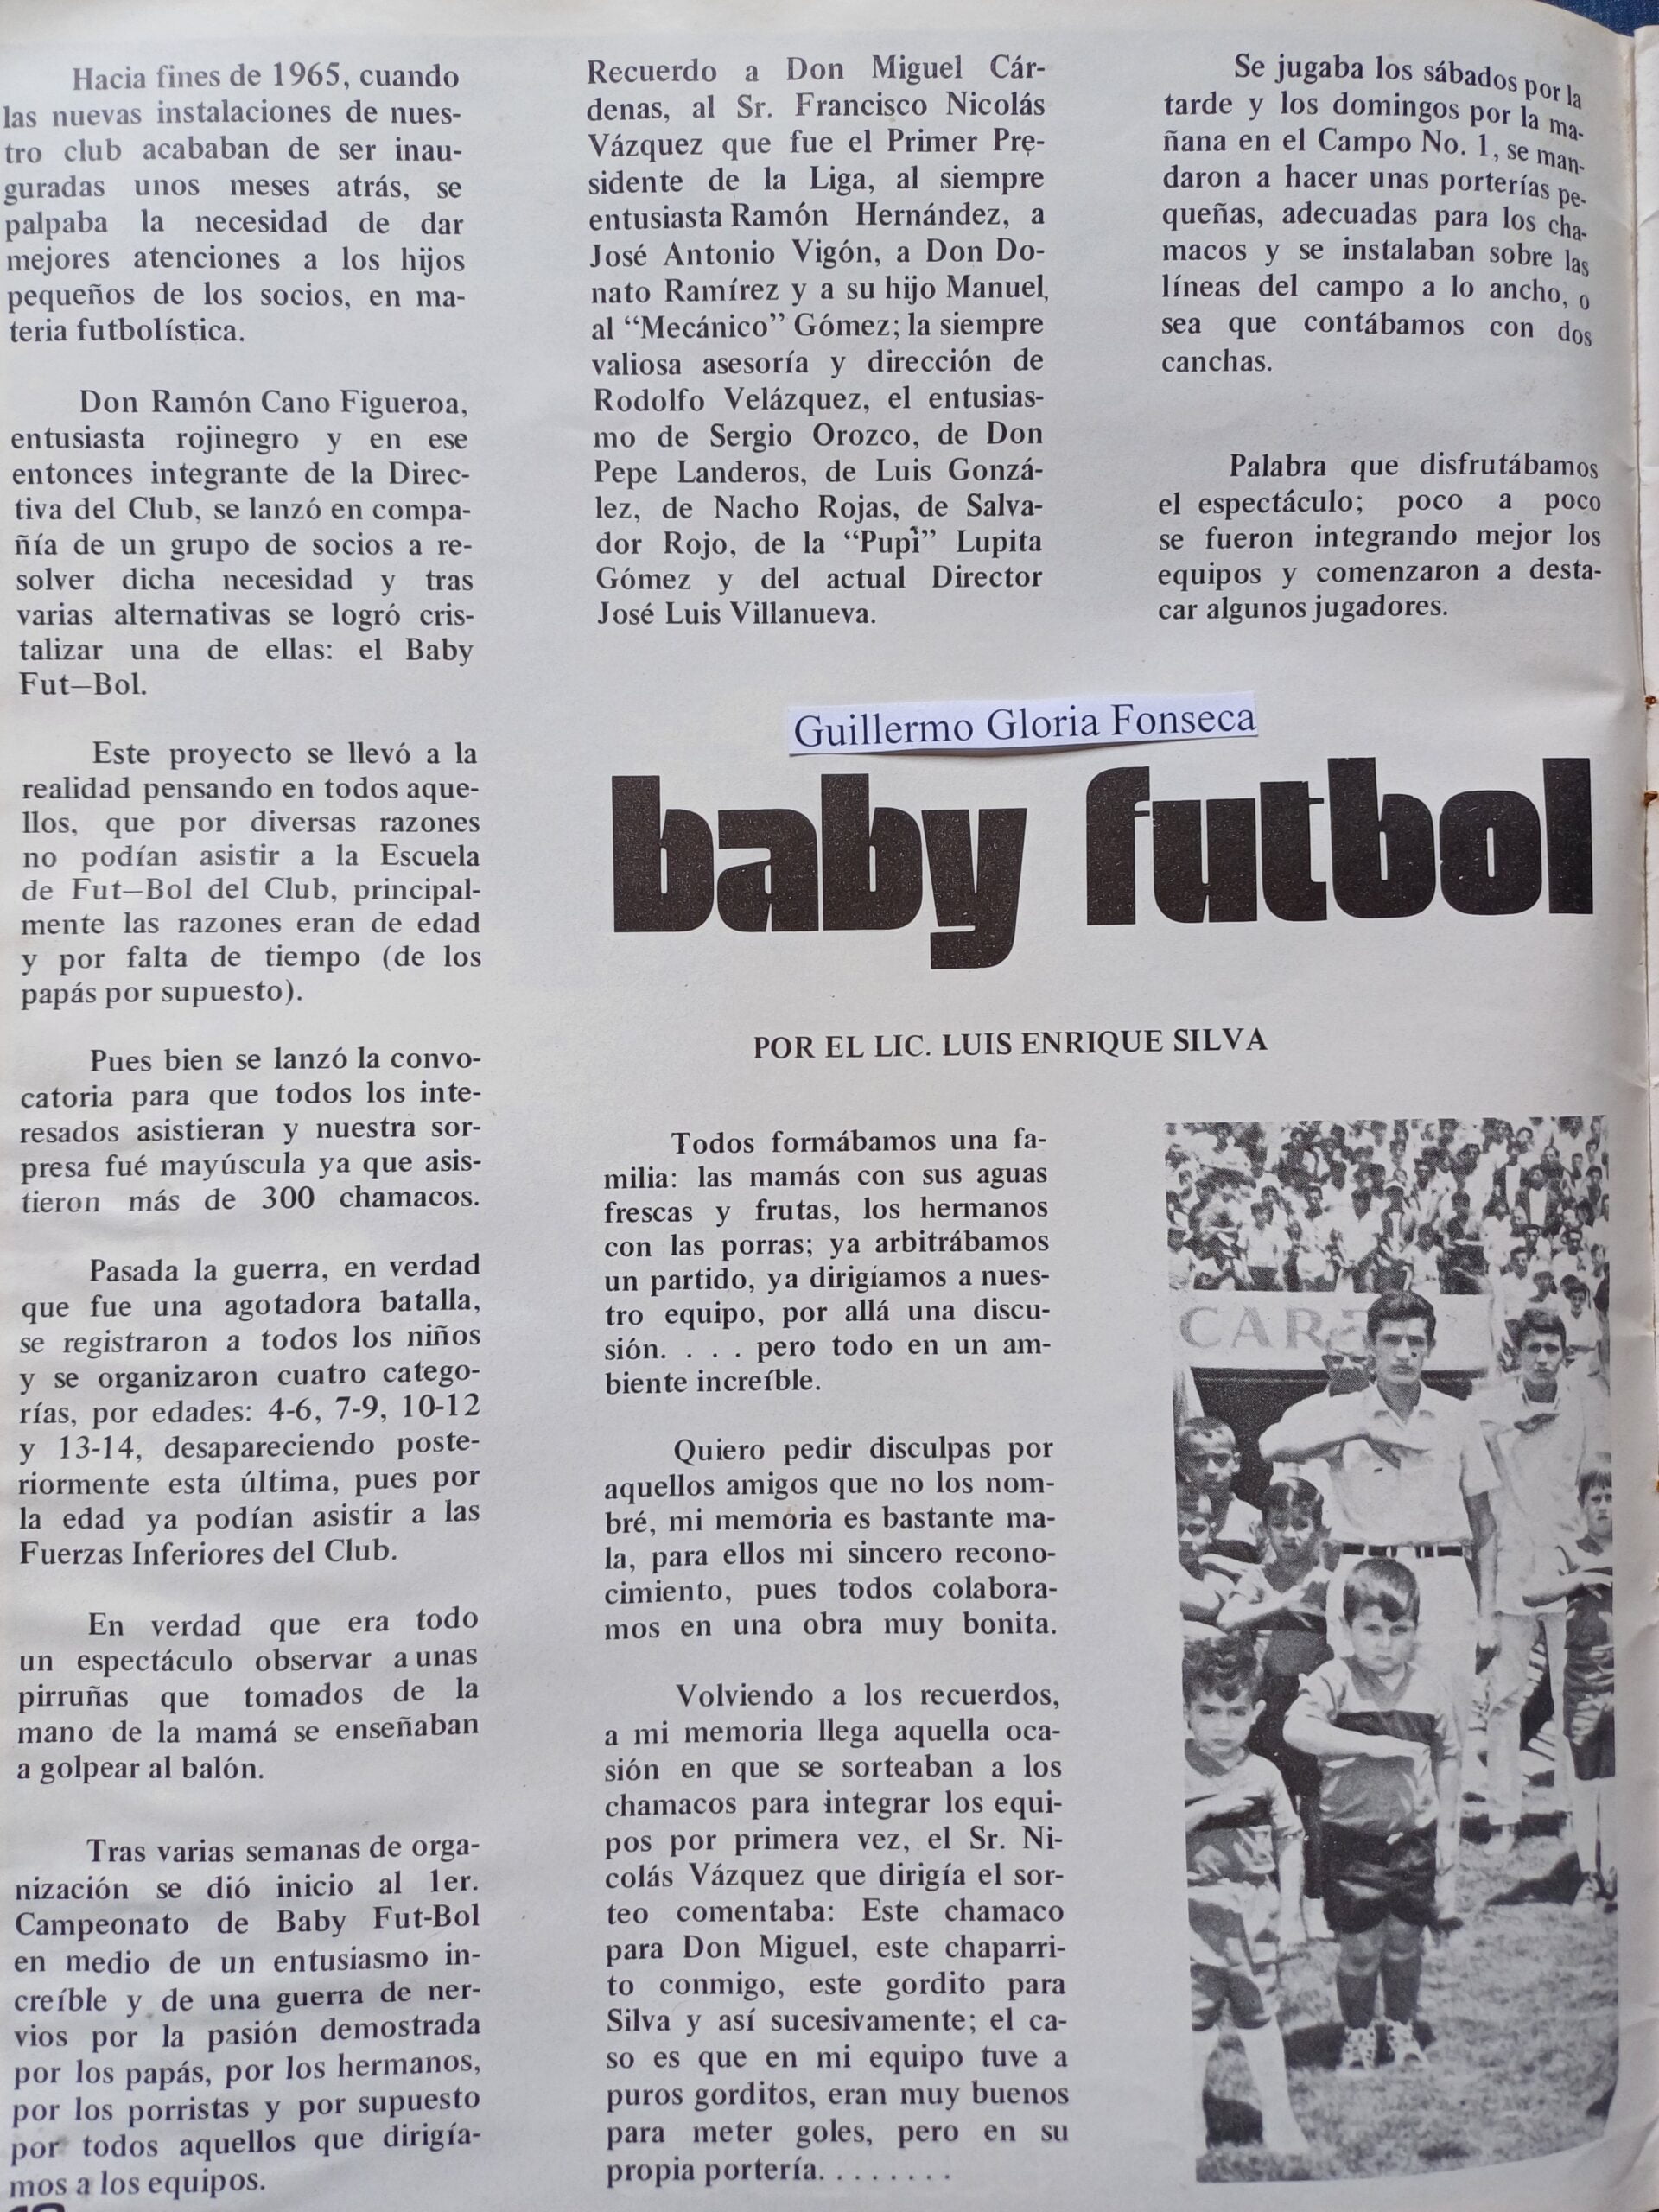 Hacia fines de 1965, cuando
las nuevas instalaciones de nues-
tro club acababan de ser inau-
guradas unos meses atrás, se
palpaba la necesidad de dar
mejores atenciones a los hijos
pequeños de los socios, en ma-
teria futbolística.
Don Ramón Cano Figueroa,
entusiasta rojinegro y en ese
entonces integrante de la Direc-
tiva del Club, se lanzó en compa-
ñía de un grupo de socios a re-
solver dicha necesidad y tras
varias alternativas se logró cris-
talizar una de ellas: el Baby
Fut—Bol.
Este proyecto se llevó a la
realidad pensando en todos aque-
llos, que por diversas razones
no podían asistir a la Escuela
de Fut—Bol del Club, principal-
mente las razones eran de edad
y por falta de tiempo (de los
papás por supuesto).
Pues bien se lanzó la convo-
catoria para que todos los inte-
resados asistieran y nuestra sor-
presa fué mayúscula ya que asis-
tieron más de 300 chamacos.
Pasada la guerra, en verdad
que fue una agotadora batalla,
se registraron a todos los niños
y se organizaron cuatro catego-
rías, por edades: 4-6, 7-9, 10-12
y 13-14, desapareciendo poste-
riormente esta última, pues por
la edad ya podían asistir a las
Fuerzas Inferiores del Club.
En verdad que era todo
un espectáculo observar a unas
pirruñas que tomados de la
mano de la mamá se enseñaban
a golpear al balón.
Tras varias semanas de orga-
nización se dió inicio al 1er.
Campeonato de Baby Fut-Bol
en medio de un entusiasmo in-
creíble y de una guerra de ner-
vios por la pasión demostrada
por los papás, por los hermanos,
por los porristas y por supuesto
por todos aquellos que dirigía-
mos a los equipos.
Recuerdo a Don Miguel Cár-
denas, al Sr. Francisco Nicolás
Vázquez que fue el Primer Pre-
sidente de la Liga, al siempre
entusiasta Ramón Hernández, a
José Antonio Vigón, a Don Do-
nato Ramírez y a su hijo Manuel,
al “Mecánico” Gómez; la siempre
valiosa asesoría y dirección de
Rodolfo Velázquez, el entusias-
mo de Sergio Orozco, de Don
Pepe Landeros, de Luis Gonzá-
lez, de Nacho Rojas, de Salva-
dor Rojo, de la “Pupi” Lupita
Gómez y del actual Director
José Luis Villanueva.
Se jugaba los sábados por la
tarde y los domingos por la ma-
ñana en el Campo No. 1, se man-
daron a hacer unas porterías pe-
queñas, adecuadas para los cha-
macos y se instalaban sobre las
líneas del campo a lo ancho, o
sea que contábamos con dos
canchas.
Palabra que disfrutábamos
el espectáculo; poco a poco
se fueron integrando mejor los
equipos y comenzaron a desta-
car algunos jugadores.
Guillermo Gloria Fonseca
baby futbol
POR EL LIC. LUIS ENRIQUE SILVA
Todos formábamos una fa-
milia: las mamás con sus aguas
frescas y frutas, los hermanos
con las porras; ya arbitrábamos
un partido, ya dirigíamos a nues-
tro equipo, por allá una discu-
sión. . . . pero todo en un am-
biente increíble.
Quiero pedir disculpas por
aquellos amigos que no los nom-
bré, mi memoria es bastante ma-
la, para ellos mi sincero recono-
cimiento, pues todos colabora-
mos en una obra muy bonita.
Volviendo a los recuerdos,
a mi memoria llega aquella oca-
sión en que se sorteaban a los
chamacos para integrar los equi-
pos por primera vez, el Sr. Ni-
colás Vázquez que dirigía el sor-
teo comentaba: Este chamaco
para Don Miguel, este chaparri-
to conmigo, este gordito para
Silva y así sucesivamente; el ca-
so es que en mi equipo tuve a
puros gorditos, eran muy buenos
para meter goles, pero en su
propia portería. . . . . . . .